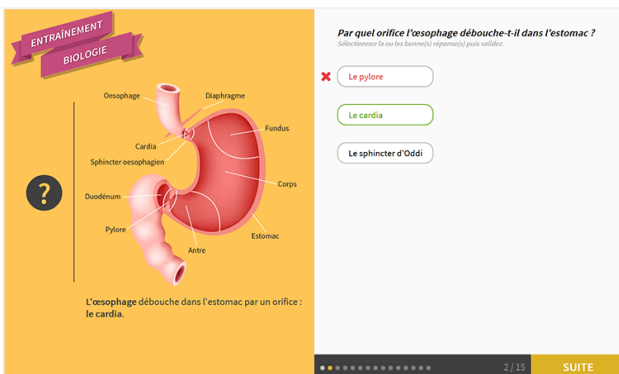 ENTRAÎNEMENT
BIOLOGIE
Oesophage
Diaphragme
Fundus
Cardia
Sphincter oesophagien
Corps
Duodénum
Pylore
Estomac
Antre
?
L'œsophage débouche dans l'estomac par un orifice :
le cardia.
Par quel orifice l'œsophage débouche-t-il dans l'estomac ?
Sélectionnez la ou les bonne(s) réponse(s) puis validez.
Le pylore
Le cardia
Le sphincter d'Oddi
2 / 15
SUITE